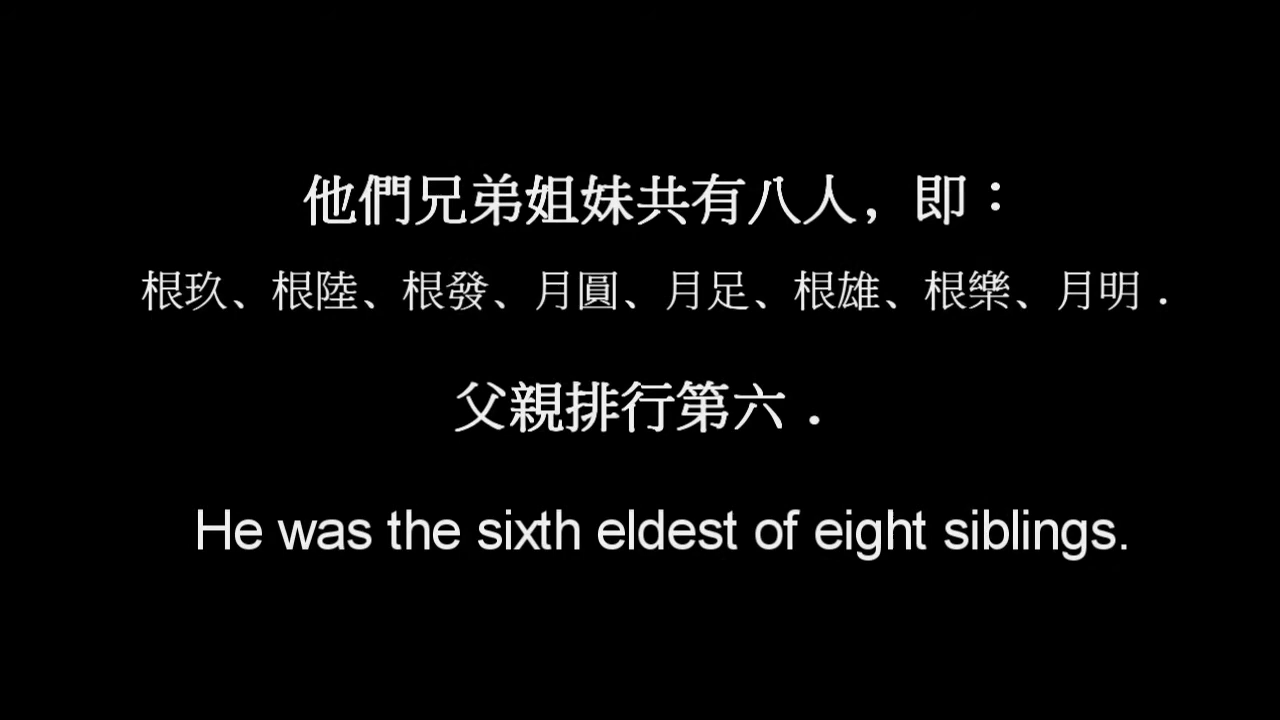 他們兄弟姐妹共有八人，即：
根玖、根陸、根發、月圓、月足、根雄、根樂、月明．
父親排行第六．
He was the sixth eldest of eight siblings.